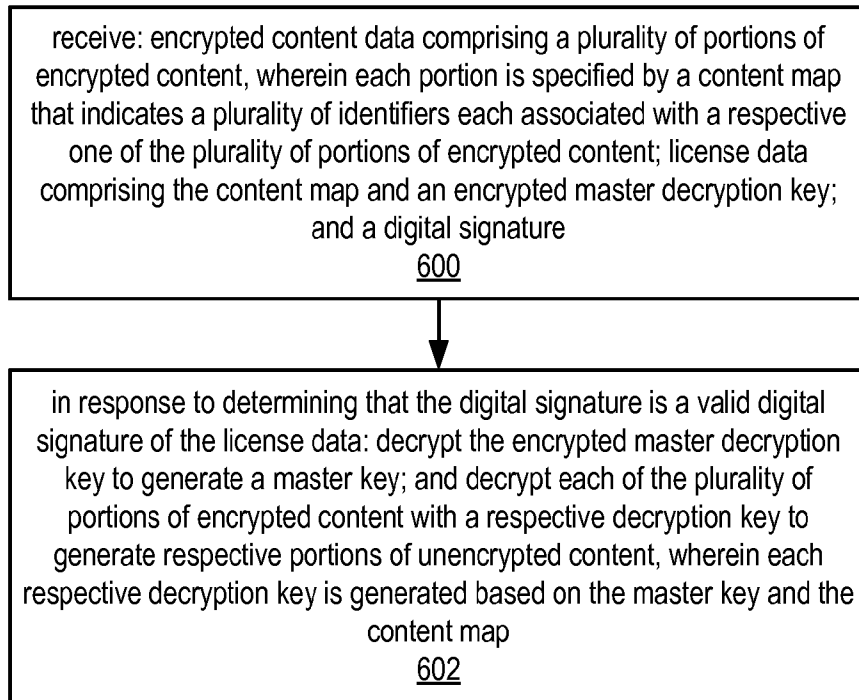 receive: encrypted content data comprising a plurality of portions of
encrypted content, wherein each portion is specified by a content map
that indicates a plurality of identifiers each associated with a respective
one of the plurality of portions of encrypted content; license data
comprising the content map and an encrypted master decryption key;
and a digital signature
600
in response to determining that the digital signature is a valid digital
signature of the license data: decrypt the encrypted master decryption
key to generate a master key; and decrypt each of the plurality of
portions of encrypted content with a respective decryption key to
generate respective portions of unencrypted content, wherein each
respective decryption key is generated based on the master key and the
content map
602